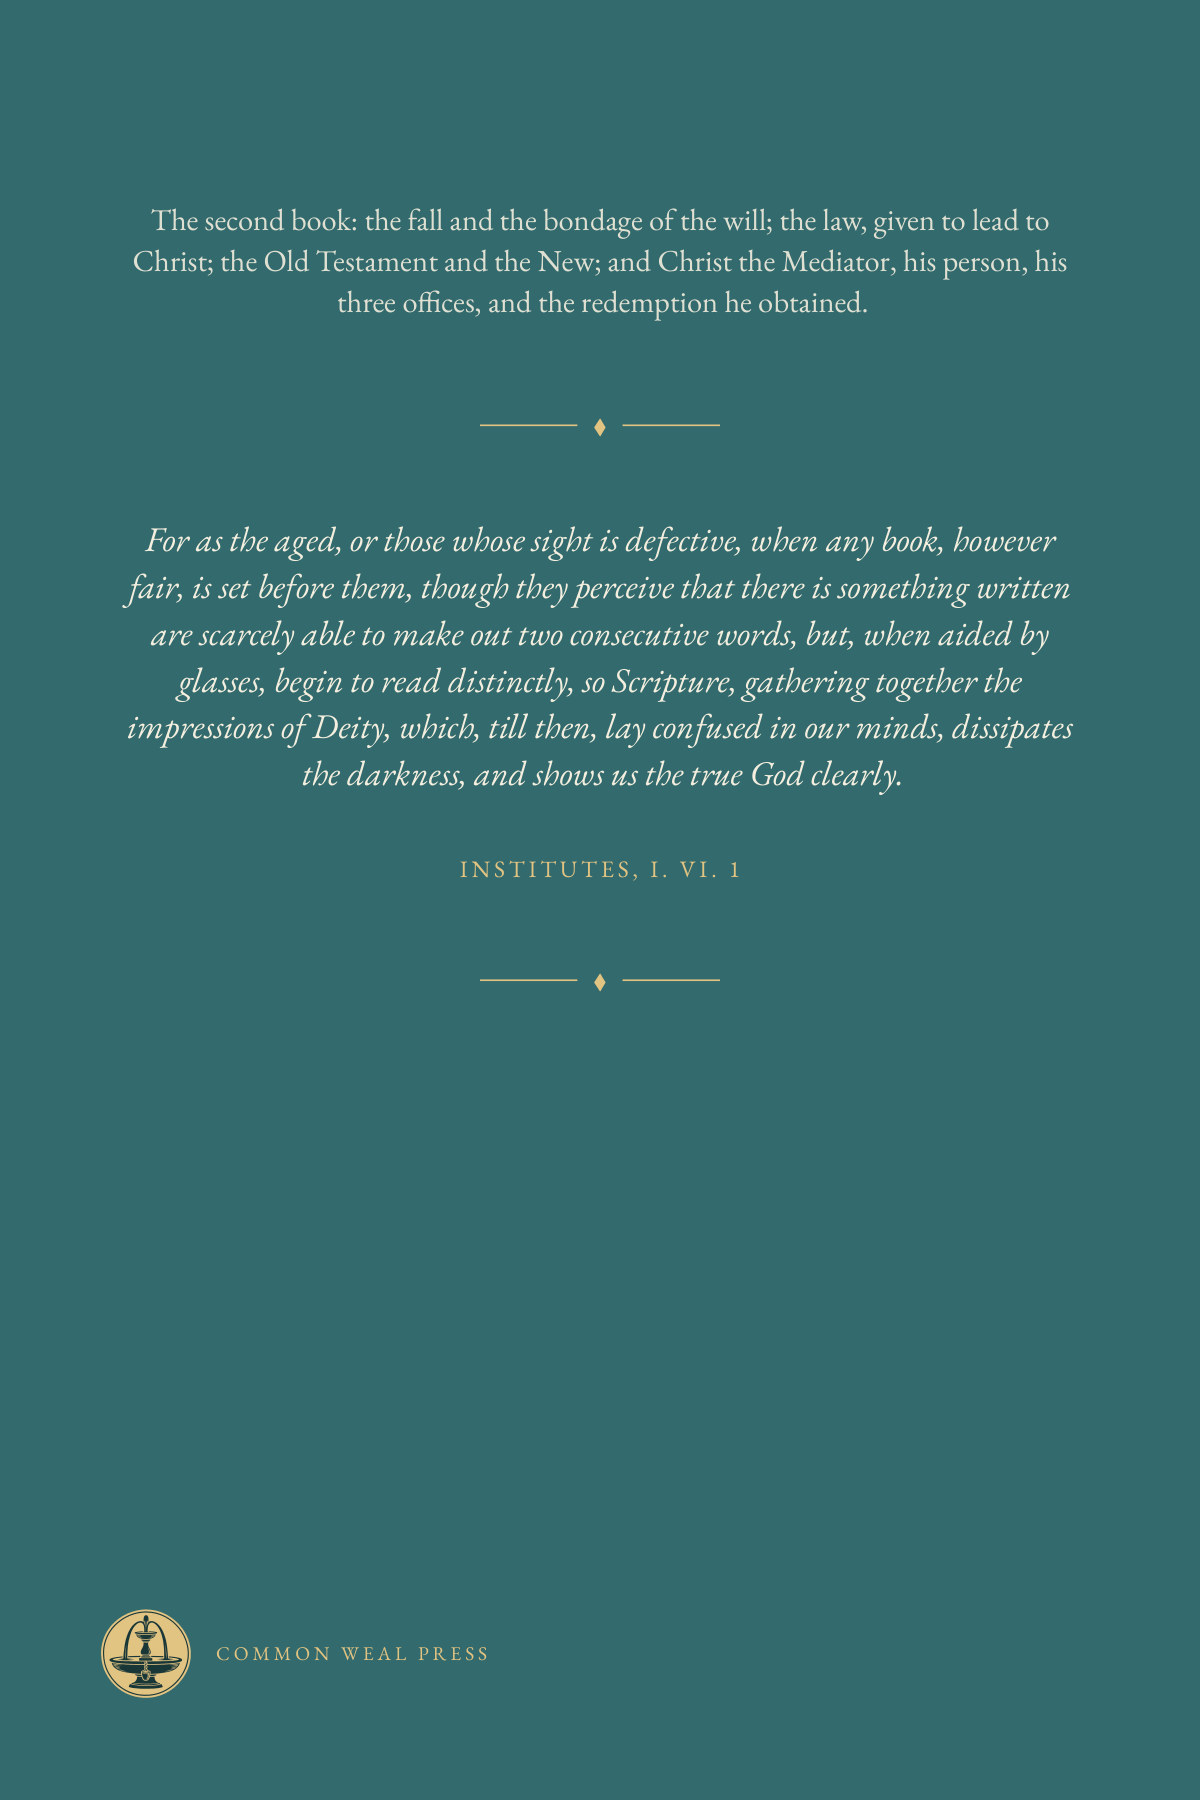 The second book: the fall and the bondage of the will; the law, given to lead to
Christ; the Old Testament and the New; and Christ the Mediator, his person, his
three offices, and the redemption he obtained.
For as the aged, or those whose sight is defective, when any book, however
fair, is set before them, though they perceive that there is something written
are scarcely able to make out two consecutive words, but, when aided by
glasses, begin to read distinctly, so Scripture, gathering together the
impressions of Deity, which, till then, lay confused in our minds, dissipates
the darkness, and shows us the true God clearly.
INSTITUTES, I. VI. 1
COMMON WEAL PRESS